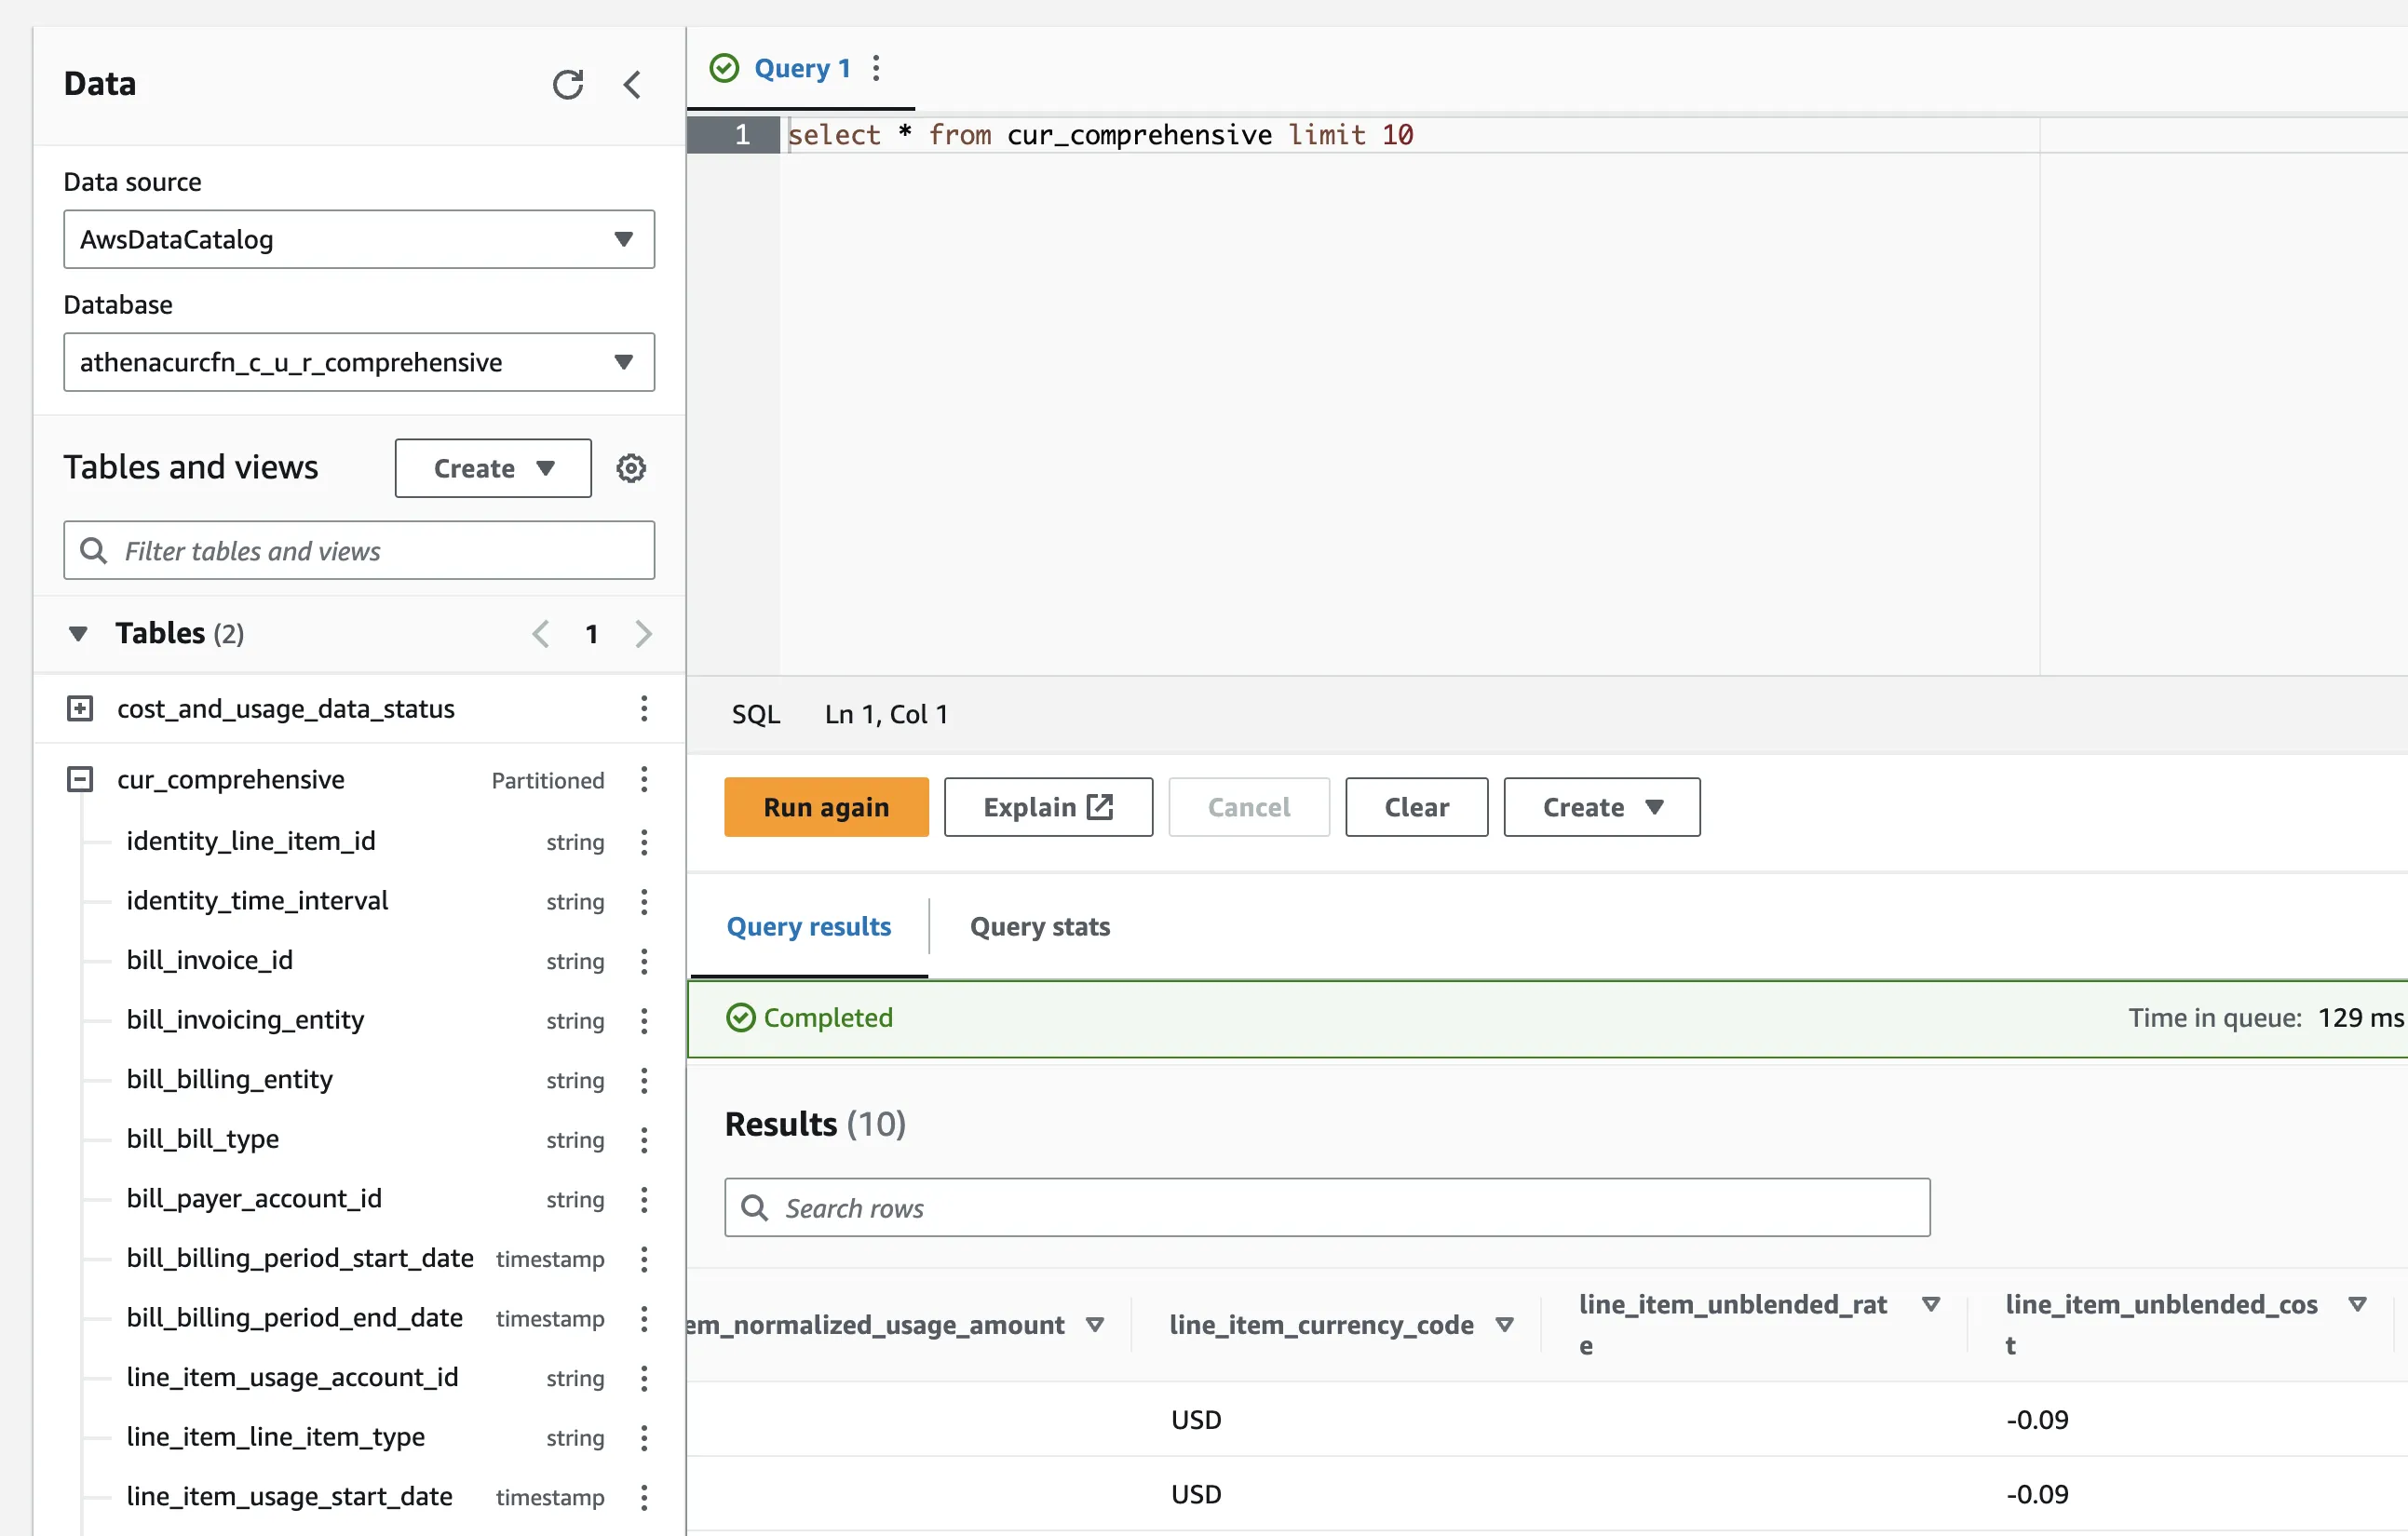 Data
Data source
AwsDataCatalog
Database
athenacurcfn_c_u_r_comprehensive
Tables and views
Create
Filter tables and views
Tables (2)
1
cost_and_usage_data_status
cur_comprehensive Partitioned
identity_line_item_id string
identity_time_interval string
bill_invoice_id string
bill_invoicing_entity string
bill_billing_entity string
bill_bill_type string
bill_payer_account_id string
bill_billing_period_start_date timestamp
bill_billing_period_end_date timestamp
line_item_usage_account_id string
line_item_line_item_type string
line_item_usage_start_date timestamp
Query 1
1 select * from cur_comprehensive limit 10
SQL Ln 1, Col 1
Run again Explain Cancel Clear Create
Query results Query stats
Completed Time in queue: 129 ms
Results (10)
Search rows
em_normalized_usage_amount line_item_currency_code line_item_unblended_rat line_item_unblended_cos
e t
USD -0.09
USD -0.09